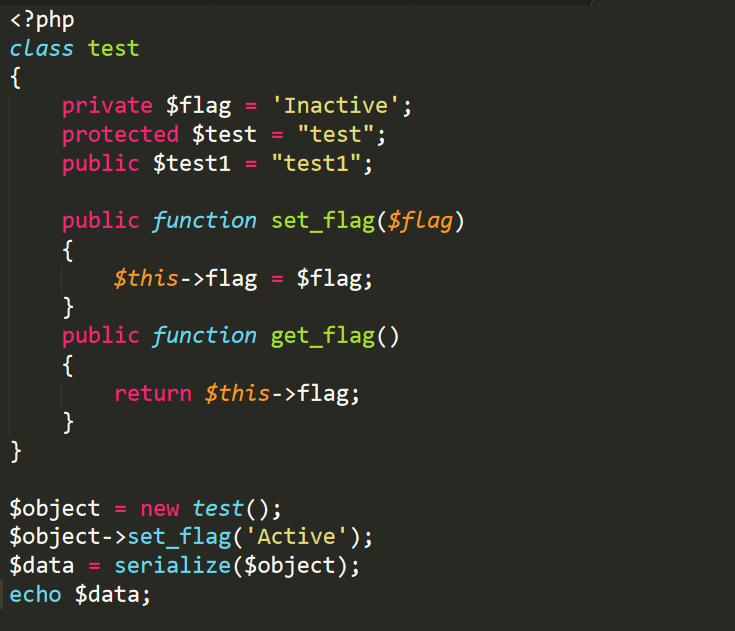 <?php
class test
{
    private $flag = 'Inactive';
    protected $test = "test";
    public $test1 = "test1";

    public function set_flag($flag)
    {
        $this->flag = $flag;
    }
    public function get_flag()
    {
        return $this->flag;
    }
}

$object = new test();
$object->set_flag('Active');
$data = serialize($object);
echo $data;